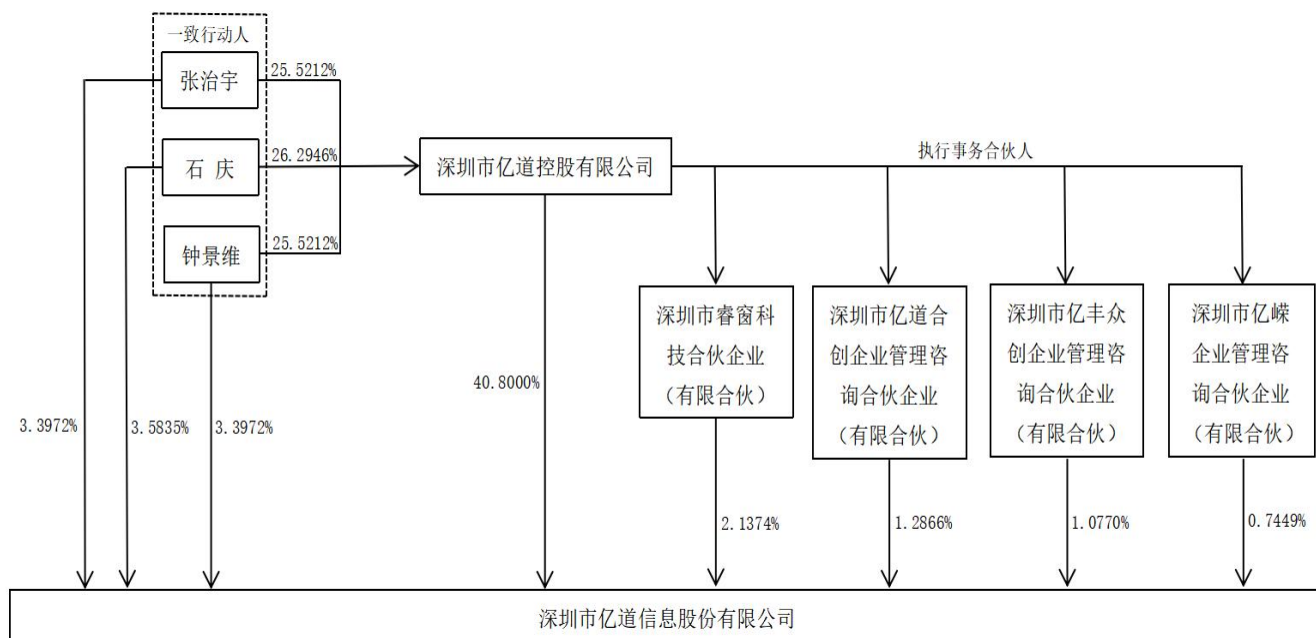 一致行动人
张治宇
25.5212%
石 庆
26.2946%
钟景维
25.5212%
深圳市亿道控股有限公司
执行事务合伙人
深圳市睿窗科
技合伙企业
（有限合伙）
深圳市亿道合
创企业管理咨
询合伙企业
（有限合伙）
深圳市亿丰众
创企业管理咨
询合伙企业
（有限合伙）
深圳市亿嵘
企业管理咨
询合伙企业
（有限合伙）
3.3972%
3.5835%
3.3972%
40.8000%
2.1374%
1.2866%
1.0770%
0.7449%
深圳市亿道信息股份有限公司